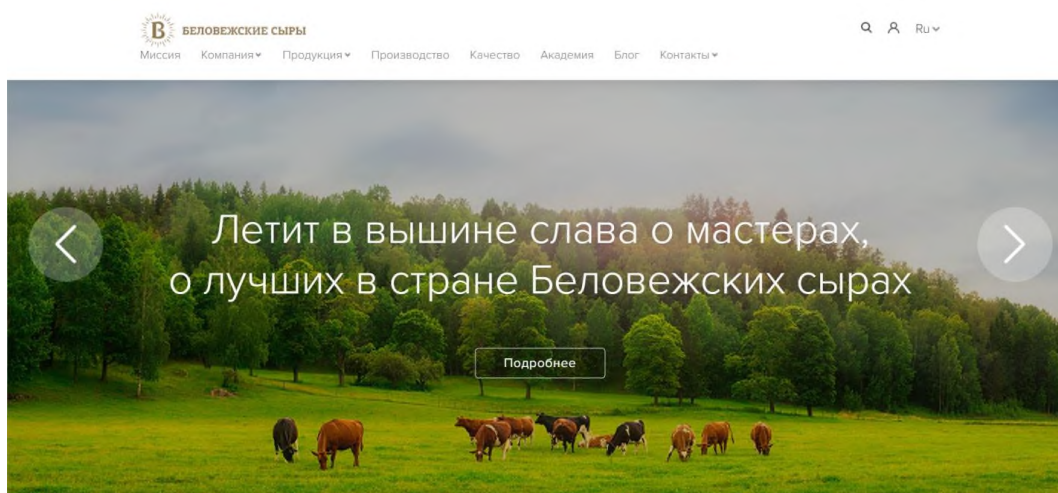 В БЕЛОВЕЖСКИЕ СЫРЫ
Ru
Миссия Компания Продукция Производство Качество Академия Блог Контакты
Летит в вышине слава о мастерах,
о лучших в стране Беловежских сырах
Подробнее